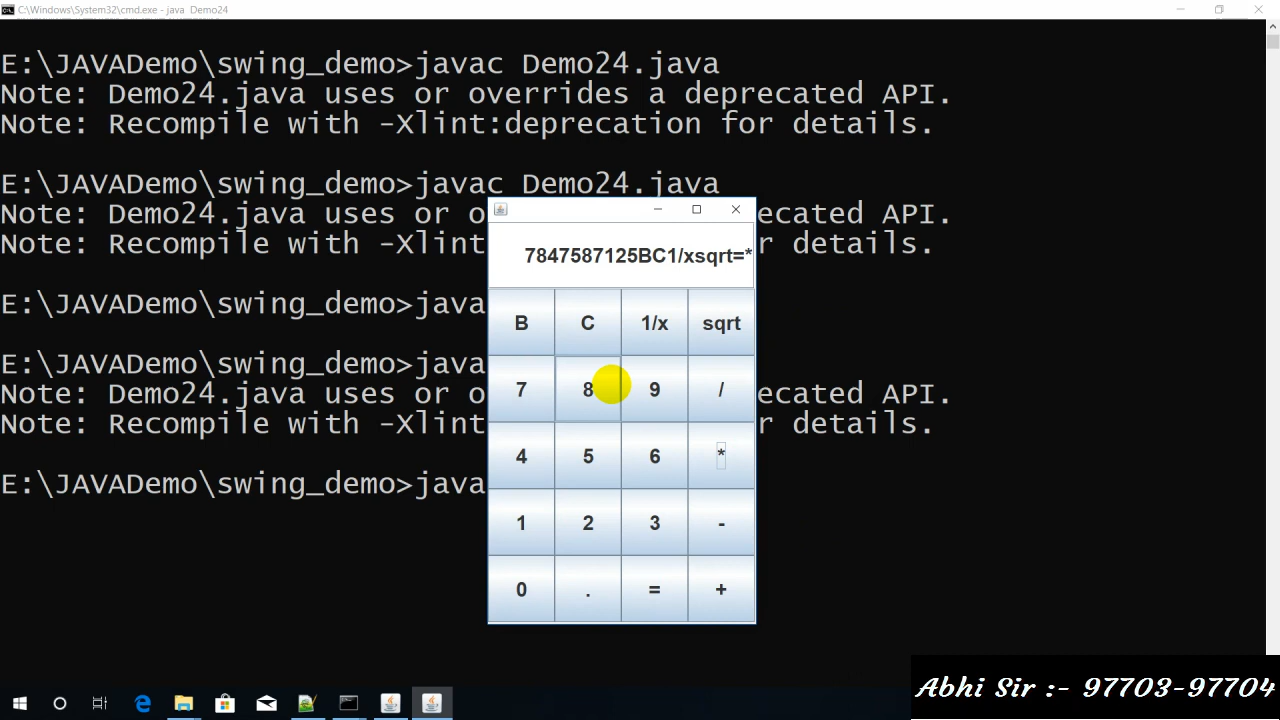 C:\Windows\System32\cmd.exe - java  Demo24
E:\JAVADemo\swing_demo>javac Demo24.java
Note: Demo24.java uses or overrides a deprecated API.
Note: Recompile with -Xlint:deprecation for details.
E:\JAVADemo\swing_demo>javac Demo24.java
Note: Demo24.java uses or o ecated API.
Note: Recompile with -Xlint r details.
7847587125BC1/xsqrt=*
E:\JAVADemo\swing_demo>java
B C 1/x sqrt
E:\JAVADemo\swing_demo>java
7 8 9 /
Note: Demo24.java uses or o ecated API.
Note: Recompile with -Xlint r details.
4 5 6 *
E:\JAVADemo\swing_demo>java
1 2 3 -
0 . = +
Abhi Sir :- 97703-97704